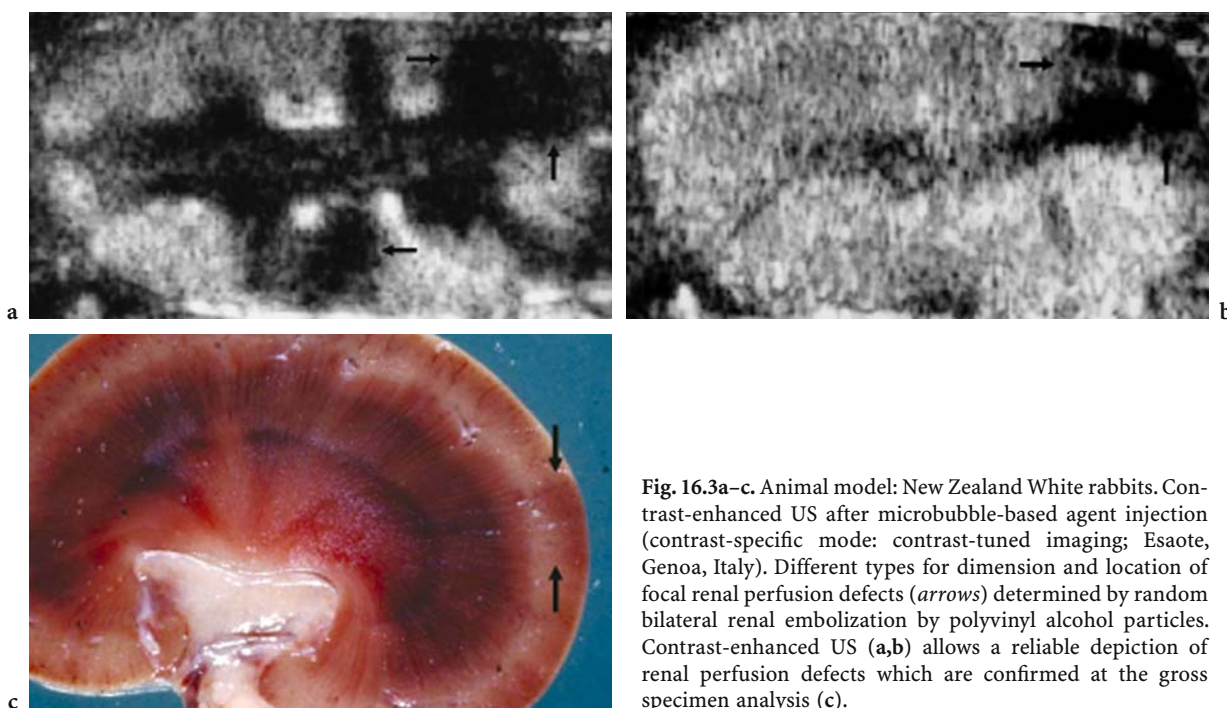 a
b
c
Fig. 16.3a–c. Animal model: New Zealand White rabbits. Con-
trast-enhanced US after microbubble-based agent injection
(contrast-specific mode: contrast-tuned imaging; Esaote,
Genoa, Italy). Different types for dimension and location of
focal renal perfusion defects (arrows) determined by random
bilateral renal embolization by polyvinyl alcohol particles.
Contrast-enhanced US (a,b) allows a reliable depiction of
renal perfusion defects which are confirmed at the gross
specimen analysis (c).